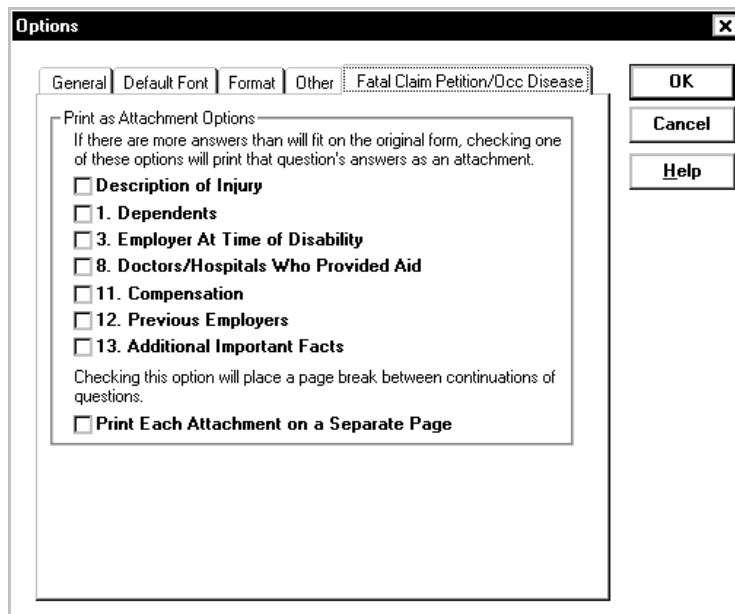 Options
General
Default Font
Format
Other
Fatal Claim Petition/Occ Disease
OK
Cancel
Help
Print as Attachment Options
If there are more answers than will fit on the original form, checking one
of these options will print that question's answers as an attachment.
Description of Injury
1. Dependents
3. Employer At Time of Disability
8. Doctors/Hospitals Who Provided Aid
11. Compensation
12. Previous Employers
13. Additional Important Facts
Checking this option will place a page break between continuations of
questions.
Print Each Attachment on a Separate Page